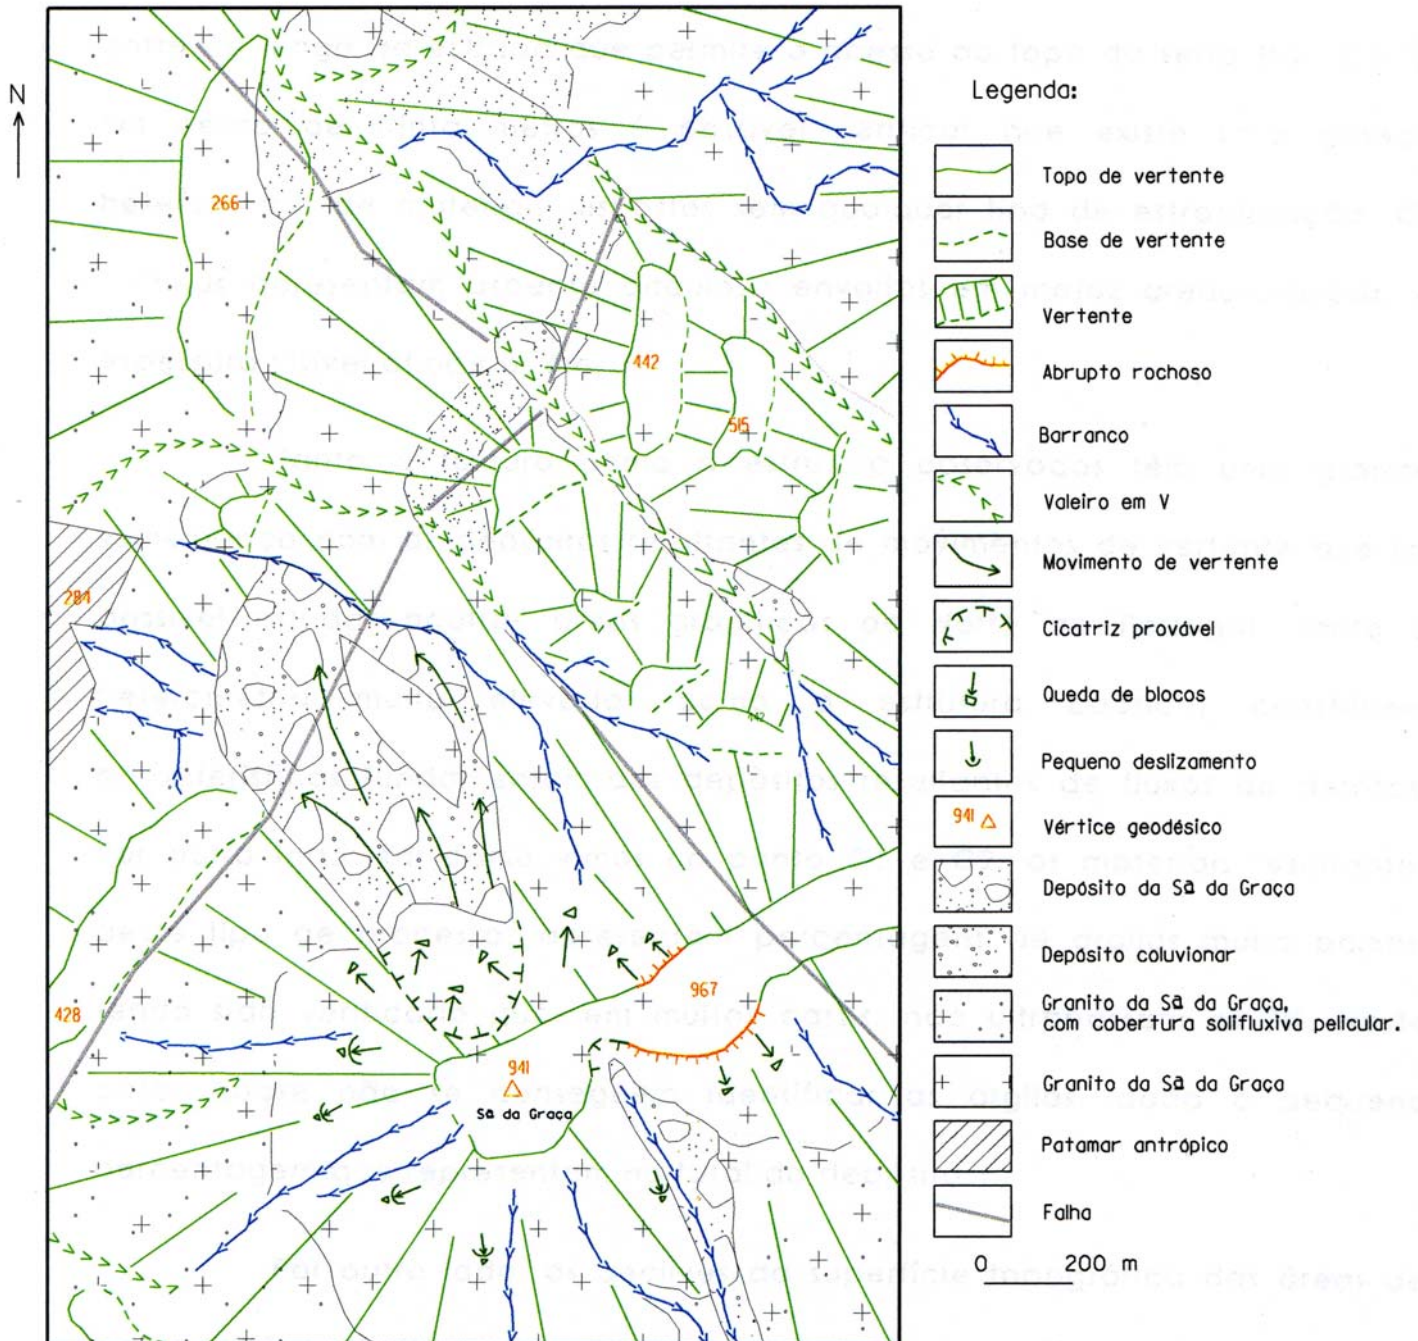 N
266
442
515
284
442
967
428
941
Sª da Graça
Legenda:
Topo de vertente
Base de vertente
Vertente
Abrupto rochoso
Barranco
Valeiro em V
Movimento de vertente
Cicatriz provável
Queda de blocos
Pequeno deslizamento
941
Vértice geodésico
Depósito da Sª da Graça
Depósito coluvionar
Granito da Sª da Graça,
com cobertura solifluxiva pelicular.
Granito da Sª da Graça
Patamar antrópico
Falha
0 200 m